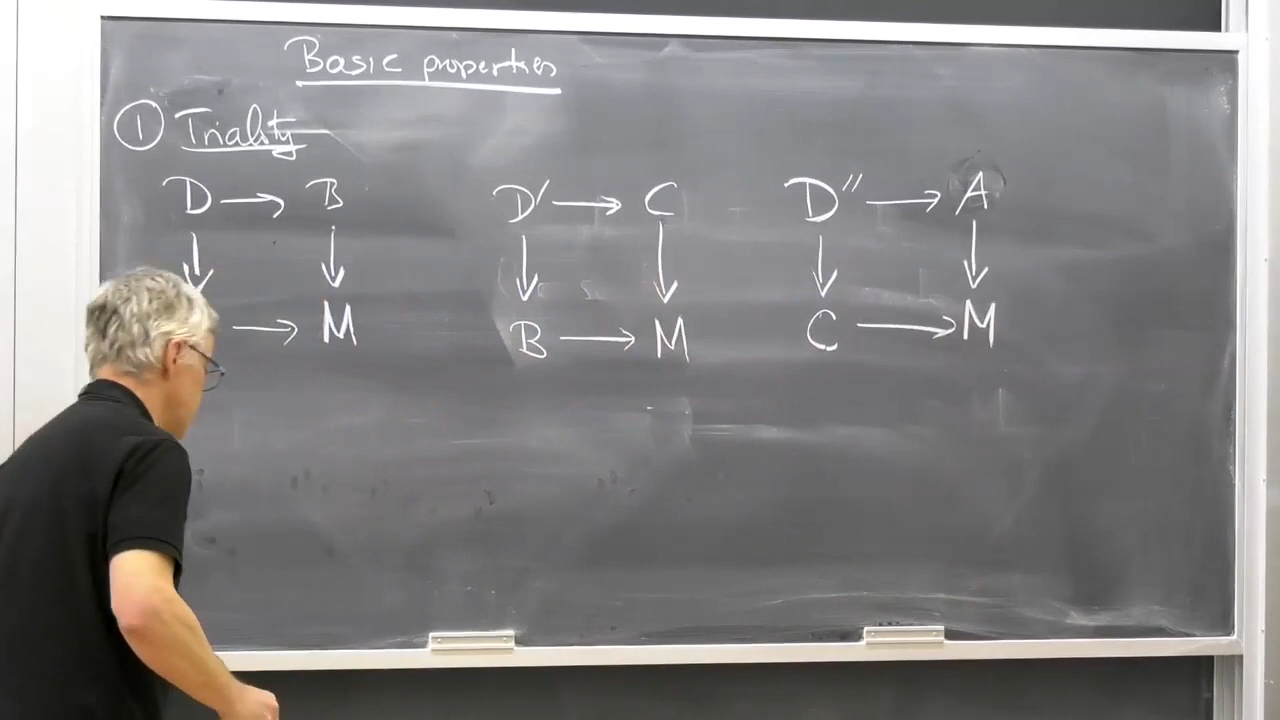 Basic properties
① Triality
D → B D′ → C D″ → A
↓ ↓ ↓ ↓ ↓ ↓
→ M B → M C → M